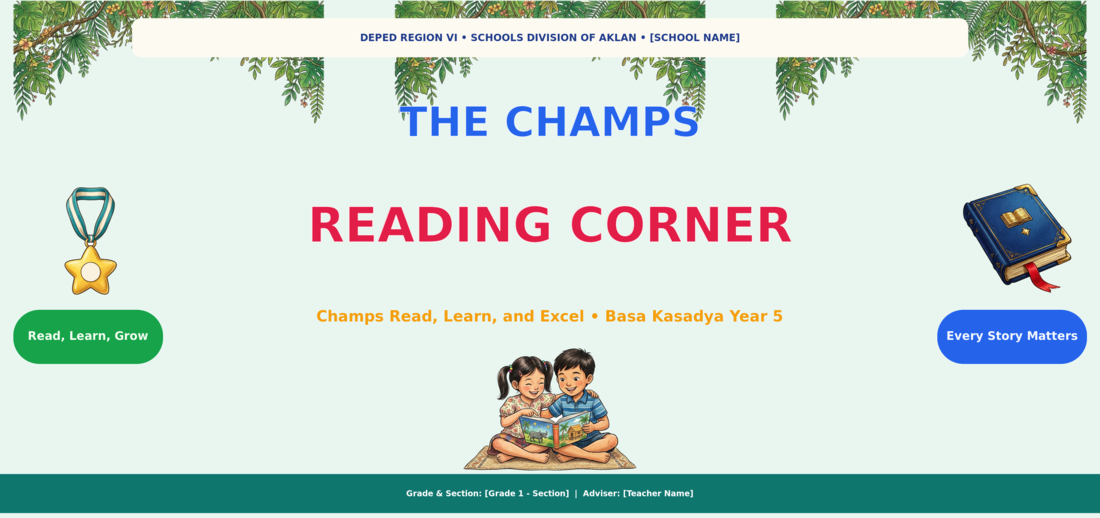 DEPED REGION VI • SCHOOLS DIVISION OF AKLAN • [SCHOOL NAME]
THE CHAMPS
READING CORNER
Champs Read, Learn, and Excel • Basa Kasadya Year 5
Read, Learn, Grow
Every Story Matters
Grade & Section: [Grade 1 - Section] | Adviser: [Teacher Name]